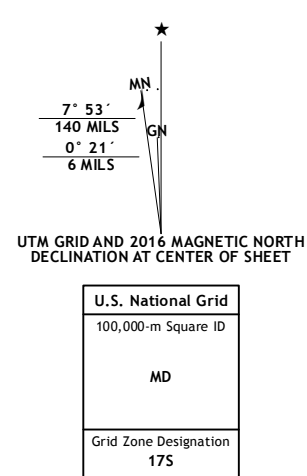 ★
MN
7° 53´
140 MILS
GN
0° 21´
6 MILS
UTM GRID AND 2016 MAGNETIC NORTH
DECLINATION AT CENTER OF SHEET
U.S. National Grid
100,000-m Square ID
MD
Grid Zone Designation
17S